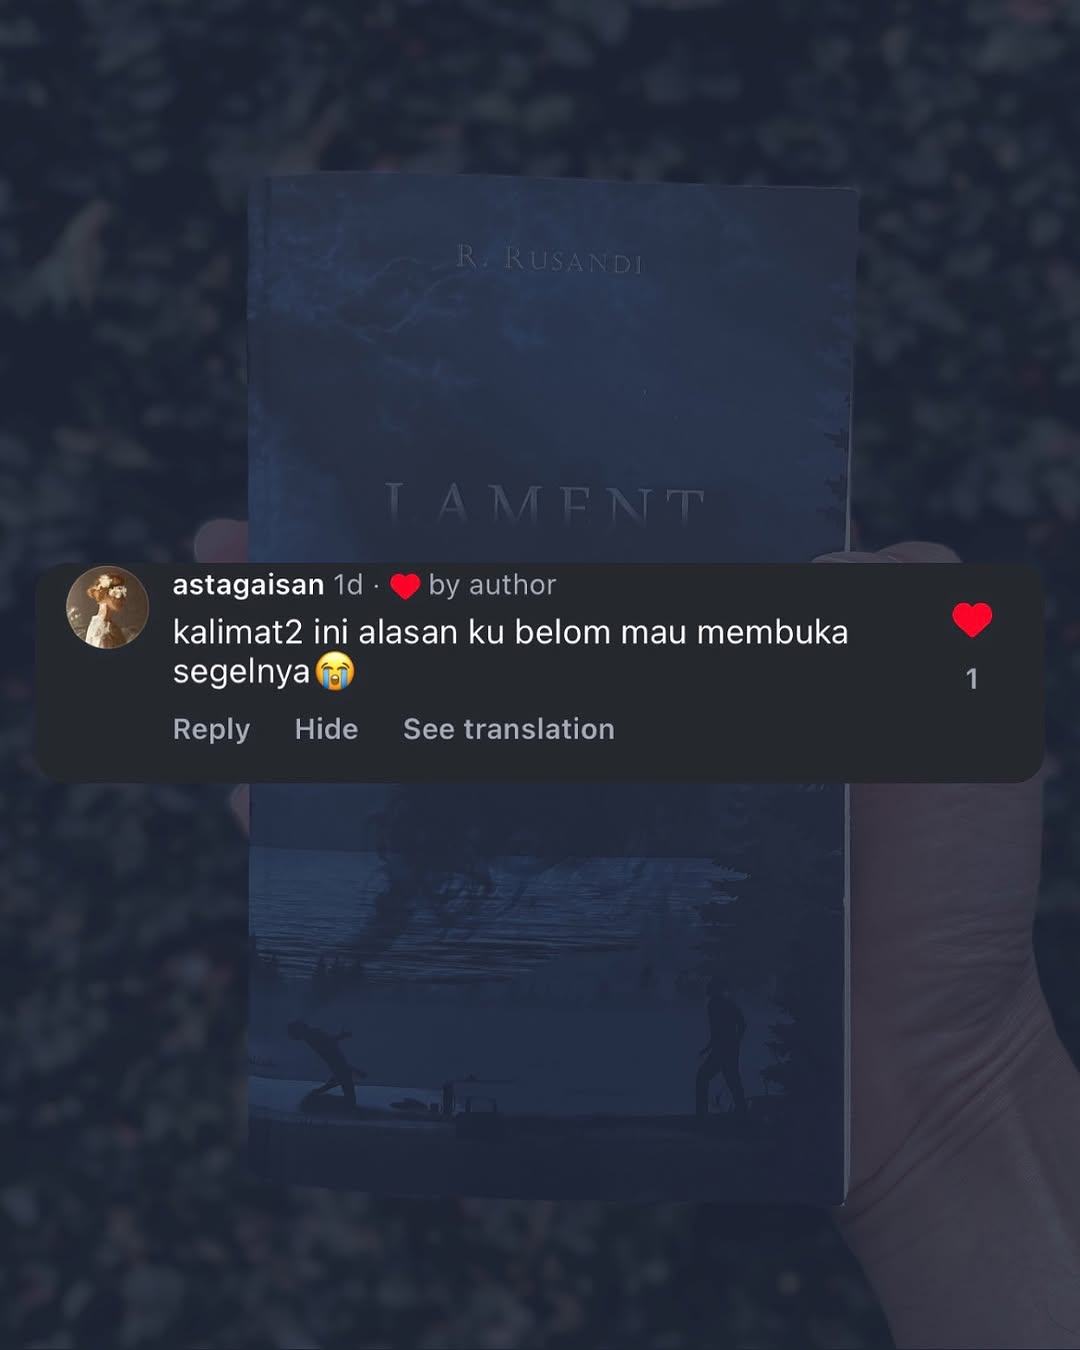 R. RUSANDI
LAMENT
astagaisan 1d · ❤️ by author
kalimat2 ini alasan ku belom mau membuka
segelnya😭
1
Reply Hide See translation